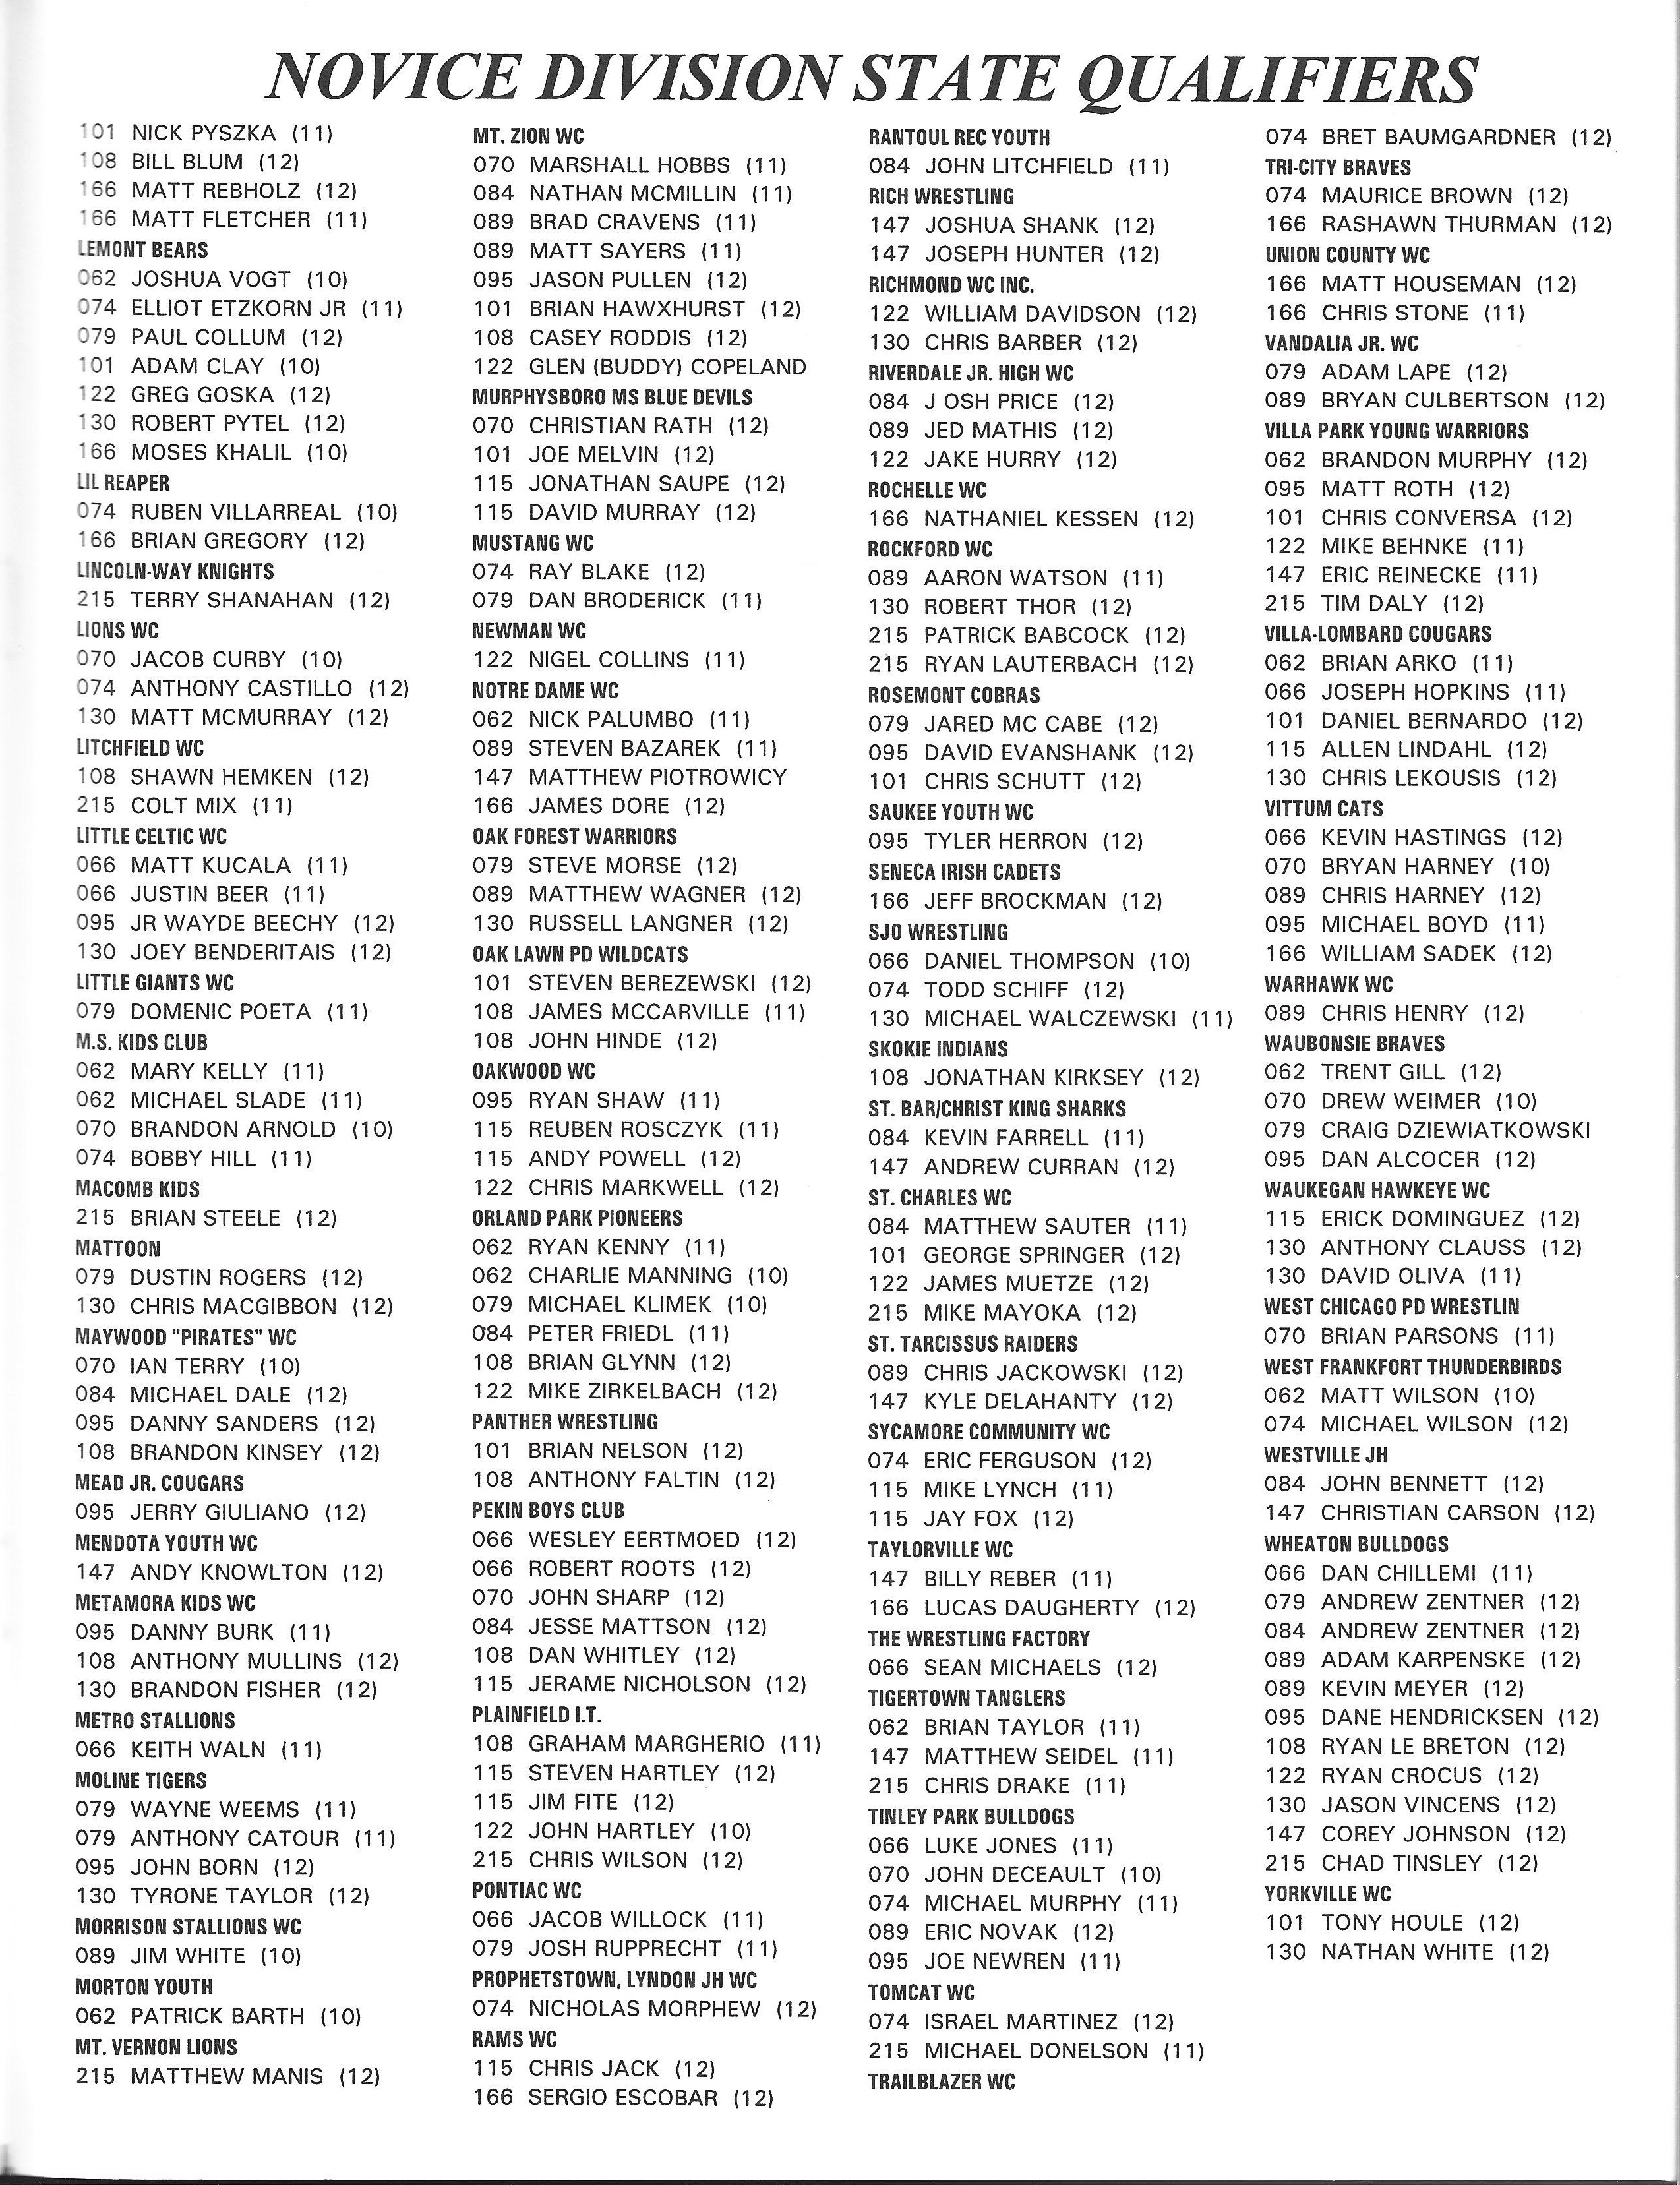 NOVICE DIVISION STATE QUALIFIERS
101 NICK PYSZKA (11)
108 BILL BLUM (12)
166 MATT REBHOLZ (12)
166 MATT FLETCHER (11)
LEMONT BEARS
062 JOSHUA VOGT (10)
074 ELLIOT ETZKORN JR (11)
079 PAUL COLLUM (12)
101 ADAM CLAY (10)
122 GREG GOSKA (12)
130 ROBERT PYTEL (12)
166 MOSES KHALIL (10)
LIL REAPER
074 RUBEN VILLARREAL (10)
166 BRIAN GREGORY (12)
LINCOLN-WAY KNIGHTS
215 TERRY SHANAHAN (12)
LIONS WC
070 JACOB CURBY (10)
074 ANTHONY CASTILLO (12)
130 MATT MCMURRAY (12)
LITCHFIELD WC
108 SHAWN HEMKEN (12)
215 COLT MIX (11)
LITTLE CELTIC WC
066 MATT KUCALA (11)
066 JUSTIN BEER (11)
095 JR WAYDE BEECHY (12)
130 JOEY BENDERITAIS (12)
LITTLE GIANTS WC
079 DOMENIC POETA (11)
M.S. KIDS CLUB
062 MARY KELLY (11)
062 MICHAEL SLADE (11)
070 BRANDON ARNOLD (10)
074 BOBBY HILL (11)
MACOMB KIDS
215 BRIAN STEELE (12)
MATTOON
079 DUSTIN ROGERS (12)
130 CHRIS MACGIBBON (12)
MAYWOOD "PIRATES" WC
070 IAN TERRY (10)
084 MICHAEL DALE (12)
095 DANNY SANDERS (12)
108 BRANDON KINSEY (12)
MEAD JR. COUGARS
095 JERRY GIULIANO (12)
MENDOTA YOUTH WC
147 ANDY KNOWLTON (12)
METAMORA KIDS WC
095 DANNY BURK (11)
108 ANTHONY MULLINS (12)
130 BRANDON FISHER (12)
METRO STALLIONS
066 KEITH WALN (11)
MOLINE TIGERS
079 WAYNE WEEMS (11)
079 ANTHONY CATOUR (11)
095 JOHN BORN (12)
130 TYRONE TAYLOR (12)
MORRISON STALLIONS WC
089 JIM WHITE (10)
MORTON YOUTH
062 PATRICK BARTH (10)
MT. VERNON LIONS
215 MATTHEW MANIS (12)
MT. ZION WC
070 MARSHALL HOBBS (11)
084 NATHAN MCMILLIN (11)
089 BRAD CRAVENS (11)
089 MATT SAYERS (11)
095 JASON PULLEN (12)
101 BRIAN HAWXHURST (12)
108 CASEY RODDIS (12)
122 GLEN (BUDDY) COPELAND
MURPHYSBORO MS BLUE DEVILS
070 CHRISTIAN RATH (12)
101 JOE MELVIN (12)
115 JONATHAN SAUPE (12)
115 DAVID MURRAY (12)
MUSTANG WC
074 RAY BLAKE (12)
079 DAN BRODERICK (11)
NEWMAN WC
122 NIGEL COLLINS (11)
NOTRE DAME WC
062 NICK PALUMBO (11)
089 STEVEN BAZAREK (11)
147 MATTHEW PIOTROWICY
166 JAMES DORE (12)
OAK FOREST WARRIORS
079 STEVE MORSE (12)
089 MATTHEW WAGNER (12)
130 RUSSELL LANGNER (12)
OAK LAWN PD WILDCATS
101 STEVEN BEREZEWSKI (12)
108 JAMES MCCARVILLE (11)
108 JOHN HINDE (12)
OAKWOOD WC
095 RYAN SHAW (11)
115 REUBEN ROSCZYK (11)
115 ANDY POWELL (12)
122 CHRIS MARKWELL (12)
ORLAND PARK PIONEERS
062 RYAN KENNY (11)
062 CHARLIE MANNING (10)
079 MICHAEL KLIMEK (10)
084 PETER FRIEDL (11)
108 BRIAN GLYNN (12)
122 MIKE ZIRKELBACH (12)
PANTHER WRESTLING
101 BRIAN NELSON (12)
108 ANTHONY FALTIN (12)
PEKIN BOYS CLUB
066 WESLEY EERTMOED (12)
066 ROBERT ROOTS (12)
070 JOHN SHARP (12)
084 JESSE MATTSON (12)
108 DAN WHITLEY (12)
115 JERAME NICHOLSON (12)
PLAINFIELD I.T.
108 GRAHAM MARGHERIO (11)
115 STEVEN HARTLEY (12)
115 JIM FITE (12)
122 JOHN HARTLEY (10)
215 CHRIS WILSON (12)
PONTIAC WC
066 JACOB WILLOCK (11)
079 JOSH RUPPRECHT (11)
PROPHETSTOWN, LYNDON JH WC
074 NICHOLAS MORPHEW (12)
RAMS WC
115 CHRIS JACK (12)
166 SERGIO ESCOBAR (12)
RANTOUL REC YOUTH
084 JOHN LITCHFIELD (11)
RICH WRESTLING
147 JOSHUA SHANK (12)
147 JOSEPH HUNTER (12)
RICHMOND WC INC.
122 WILLIAM DAVIDSON (12)
130 CHRIS BARBER (12)
RIVERDALE JR. HIGH WC
084 J OSH PRICE (12)
089 JED MATHIS (12)
122 JAKE HURRY (12)
ROCHELLE WC
166 NATHANIEL KESSEN (12)
ROCKFORD WC
089 AARON WATSON (11)
130 ROBERT THOR (12)
215 PATRICK BABCOCK (12)
215 RYAN LAUTERBACH (12)
ROSEMONT COBRAS
079 JARED MC CABE (12)
095 DAVID EVANSHANK (12)
101 CHRIS SCHUTT (12)
SAUKEE YOUTH WC
095 TYLER HERRON (12)
SENECA IRISH CADETS
166 JEFF BROCKMAN (12)
SJO WRESTLING
066 DANIEL THOMPSON (10)
074 TODD SCHIFF (12)
130 MICHAEL WALCZEWSKI (11)
SKOKIE INDIANS
108 JONATHAN KIRKSEY (12)
ST. BAR/CHRIST KING SHARKS
084 KEVIN FARRELL (11)
147 ANDREW CURRAN (12)
ST. CHARLES WC
084 MATTHEW SAUTER (11)
101 GEORGE SPRINGER (12)
122 JAMES MUETZE (12)
215 MIKE MAYOKA (12)
ST. TARCISSUS RAIDERS
089 CHRIS JACKOWSKI (12)
147 KYLE DELAHANTY (12)
SYCAMORE COMMUNITY WC
074 ERIC FERGUSON (12)
115 MIKE LYNCH (11)
115 JAY FOX (12)
TAYLORVILLE WC
147 BILLY REBER (11)
166 LUCAS DAUGHERTY (12)
THE WRESTLING FACTORY
066 SEAN MICHAELS (12)
TIGERTOWN TANGLERS
062 BRIAN TAYLOR (11)
147 MATTHEW SEIDEL (11)
215 CHRIS DRAKE (11)
TINLEY PARK BULLDOGS
066 LUKE JONES (11)
070 JOHN DECEAULT (10)
074 MICHAEL MURPHY (11)
089 ERIC NOVAK (12)
095 JOE NEWREN (11)
TOMCAT WC
074 ISRAEL MARTINEZ (12)
215 MICHAEL DONELSON (11)
TRAILBLAZER WC
074 BRET BAUMGARDNER (12)
TRI-CITY BRAVES
074 MAURICE BROWN (12)
166 RASHAWN THURMAN (12)
UNION COUNTY WC
166 MATT HOUSEMAN (12)
166 CHRIS STONE (11)
VANDALIA JR. WC
079 ADAM LAPE (12)
089 BRYAN CULBERTSON (12)
VILLA PARK YOUNG WARRIORS
062 BRANDON MURPHY (12)
095 MATT ROTH (12)
101 CHRIS CONVERSA (12)
122 MIKE BEHNKE (11)
147 ERIC REINECKE (11)
215 TIM DALY (12)
VILLA-LOMBARD COUGARS
062 BRIAN ARKO (11)
066 JOSEPH HOPKINS (11)
101 DANIEL BERNARDO (12)
115 ALLEN LINDAHL (12)
130 CHRIS LEKOUSIS (12)
VITTUM CATS
066 KEVIN HASTINGS (12)
070 BRYAN HARNEY (10)
089 CHRIS HARNEY (12)
095 MICHAEL BOYD (11)
166 WILLIAM SADEK (12)
WARHAWK WC
089 CHRIS HENRY (12)
WAUBONSIE BRAVES
062 TRENT GILL (12)
070 DREW WEIMER (10)
079 CRAIG DZIEWIATKOWSKI
095 DAN ALCOCER (12)
WAUKEGAN HAWKEYE WC
115 ERICK DOMINGUEZ (12)
130 ANTHONY CLAUSS (12)
130 DAVID OLIVA (11)
WEST CHICAGO PD WRESTLIN
070 BRIAN PARSONS (11)
WEST FRANKFORT THUNDERBIRDS
062 MATT WILSON (10)
074 MICHAEL WILSON (12)
WESTVILLE JH
084 JOHN BENNETT (12)
147 CHRISTIAN CARSON (12)
WHEATON BULLDOGS
066 DAN CHILLEMI (11)
079 ANDREW ZENTNER (12)
084 ANDREW ZENTNER (12)
089 ADAM KARPENSKE (12)
089 KEVIN MEYER (12)
095 DANE HENDRICKSEN (12)
108 RYAN LE BRETON (12)
122 RYAN CROCUS (12)
130 JASON VINCENS (12)
147 COREY JOHNSON (12)
215 CHAD TINSLEY (12)
YORKVILLE WC
101 TONY HOULE (12)
130 NATHAN WHITE (12)